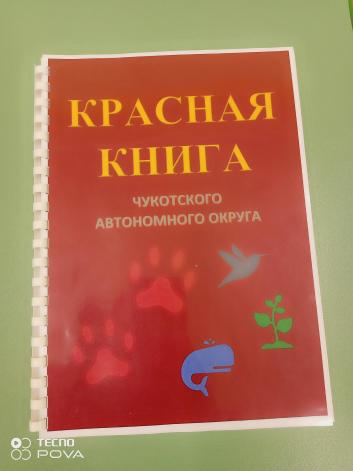 КРАСНАЯ
КНИГА
ЧУКОТСКОГО
АВТОНОМНОГО ОКРУГА
TECNO
POVA